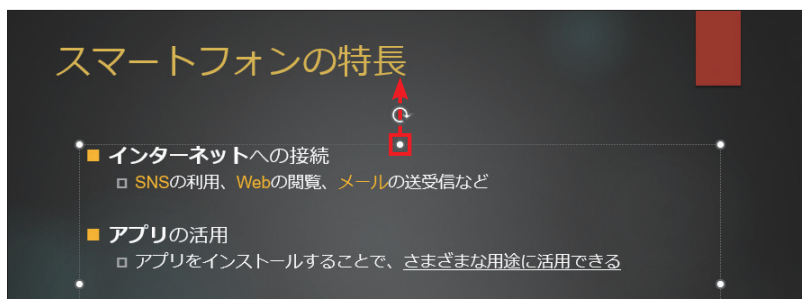 スマートフォンの特長
インターネットへの接続
SNSの利用、Webの閲覧、メールの送受信など
アプリの活用
アプリをインストールすることで、さまざまな用途に活用できる